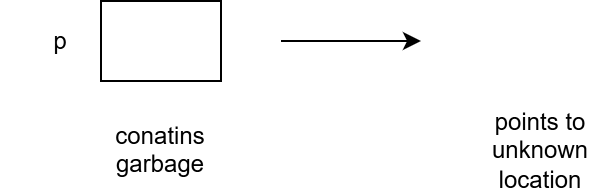 p
conatins
garbage
points to
unknown
location